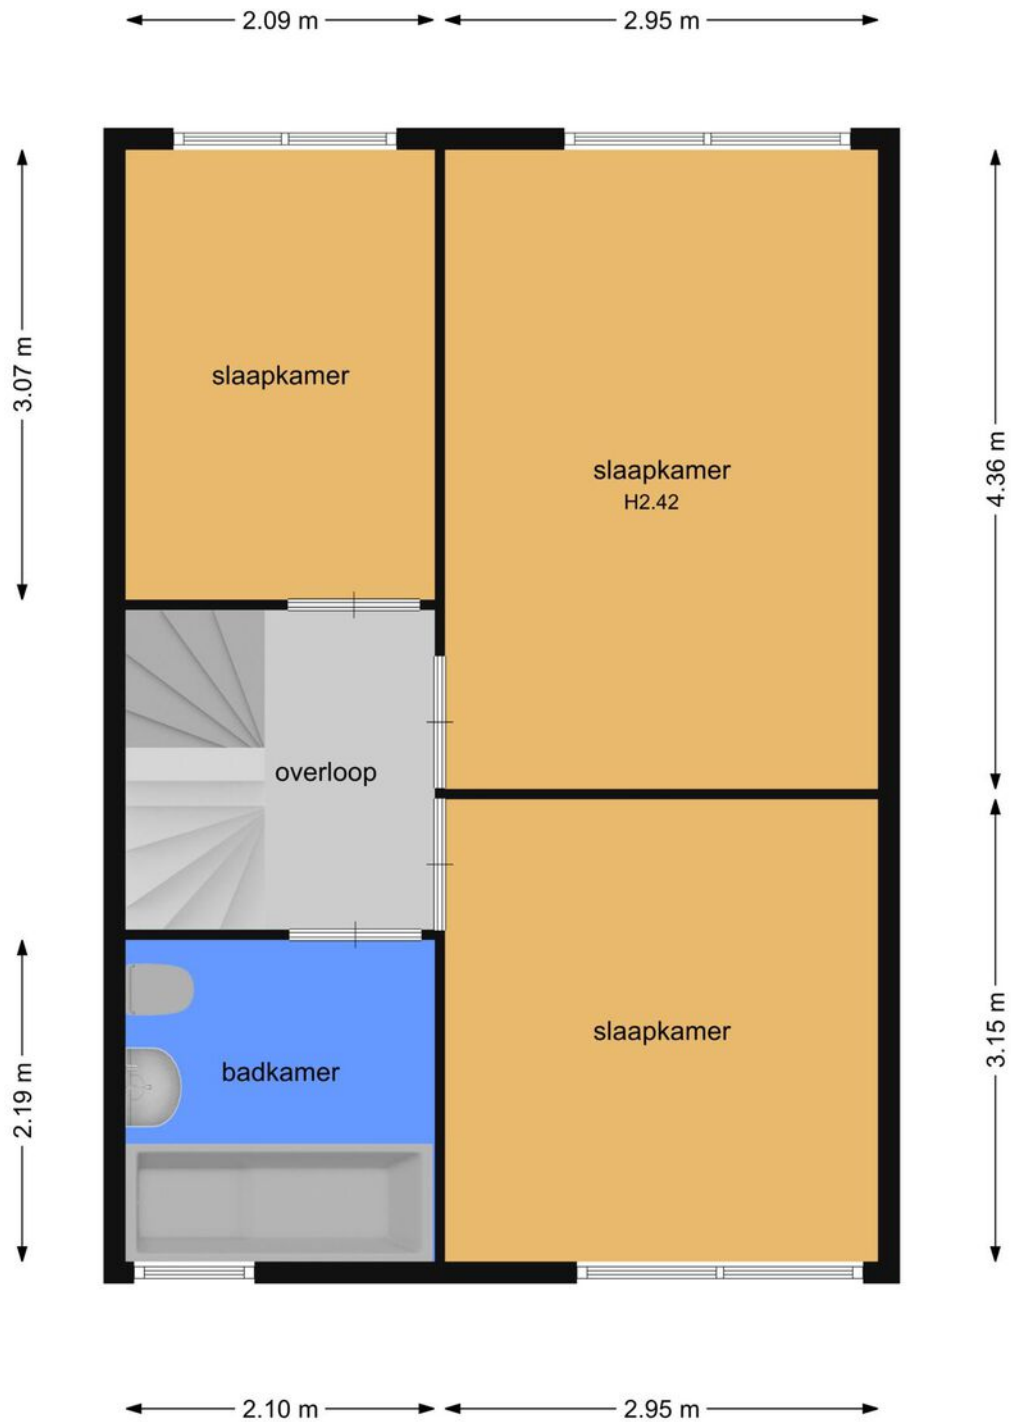 2.09 m
2.95 m
3.07 m
slaapkamer
4.36 m
slaapkamer
H2.42
overloop
3.15 m
slaapkamer
2.19 m
badkamer
2.10 m
2.95 m